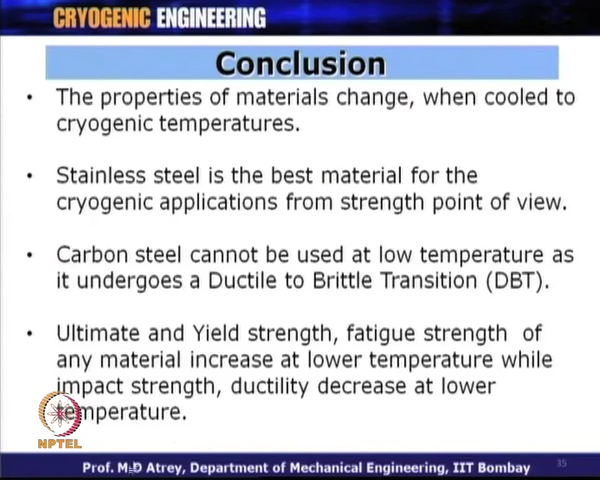 CRYOGENIC ENGINEERING
Conclusion
• The properties of materials change, when cooled to
cryogenic temperatures.
• Stainless steel is the best material for the
cryogenic applications from strength point of view.
• Carbon steel cannot be used at low temperature as
it undergoes a Ductile to Brittle Transition (DBT).
• Ultimate and Yield strength, fatigue strength of
any material increase at lower temperature while
impact strength, ductility decrease at lower
temperature.
NPTEL
Prof. M D Atrey, Department of Mechanical Engineering, IIT Bombay
35